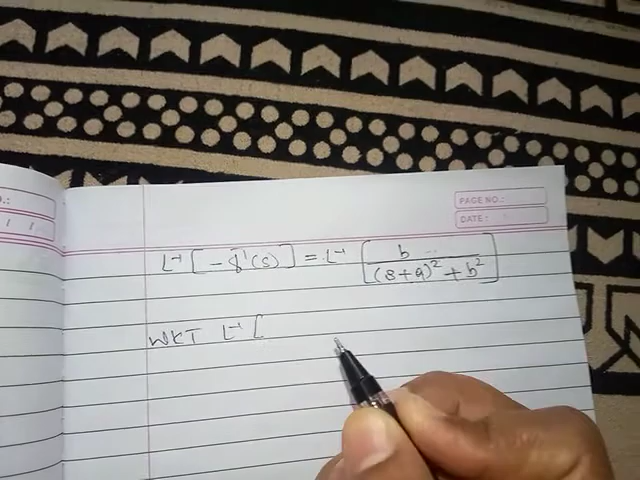 PAGE NO.:
DATE:
L⁻¹ [-f'(s)] = L⁻¹ [b / ((s+a)² + b²)]
WKT L⁻¹ [